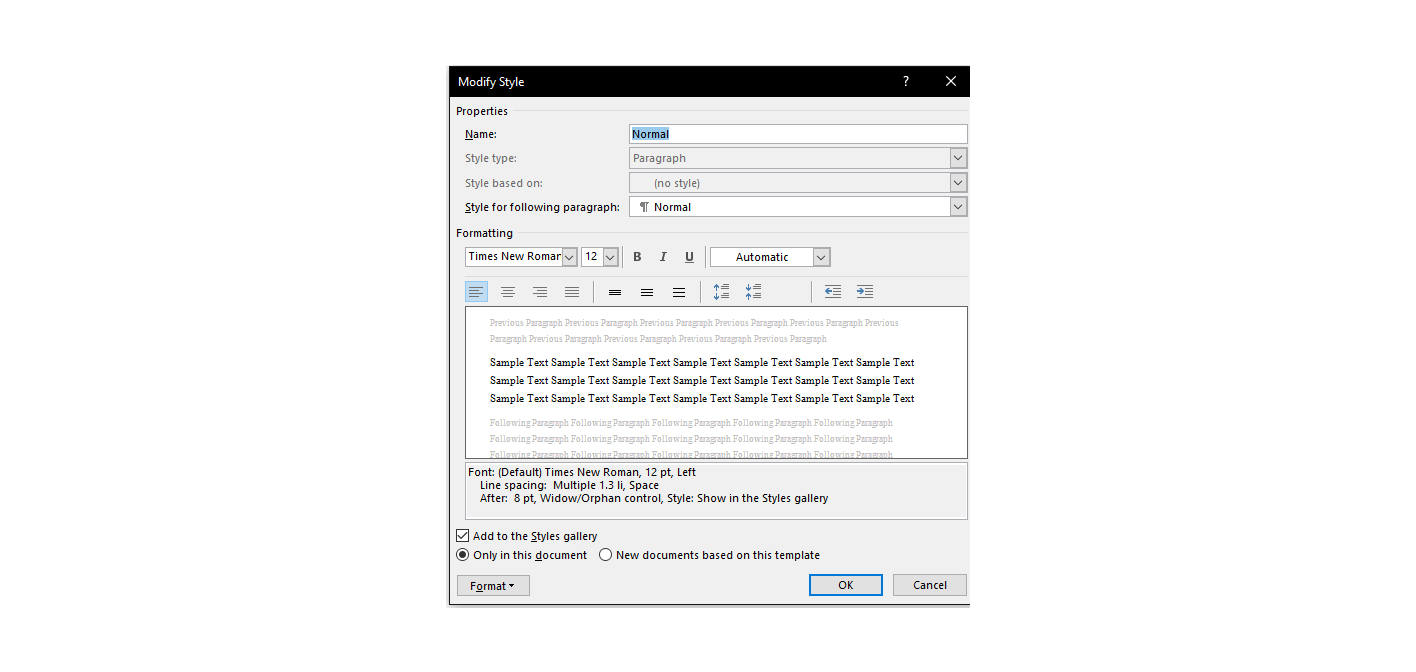 Modify Style ?
Properties
Name: Normal
Style type: Paragraph
Style based on: (no style)
Style for following paragraph: ¶ Normal
Formatting
Times New Roman 12 B I U Automatic
Previous Paragraph Previous Paragraph Previous Paragraph Previous Paragraph Previous Paragraph Previous
Paragraph Previous Paragraph Previous Paragraph Previous Paragraph Previous Paragraph
Sample Text Sample Text Sample Text Sample Text Sample Text Sample Text Sample Text
Sample Text Sample Text Sample Text Sample Text Sample Text Sample Text Sample Text
Sample Text Sample Text Sample Text Sample Text Sample Text Sample Text Sample Text
Following Paragraph Following Paragraph Following Paragraph Following Paragraph Following Paragraph
Following Paragraph Following Paragraph Following Paragraph Following Paragraph Following Paragraph
Following Paragraph Following Paragraph Following Paragraph Following Paragraph Following Paragraph
Font: (Default) Times New Roman, 12 pt, Left
Line spacing: Multiple 1.3 li, Space
After: 8 pt, Widow/Orphan control, Style: Show in the Styles gallery
Add to the Styles gallery
Only in this document New documents based on this template
Format OK Cancel